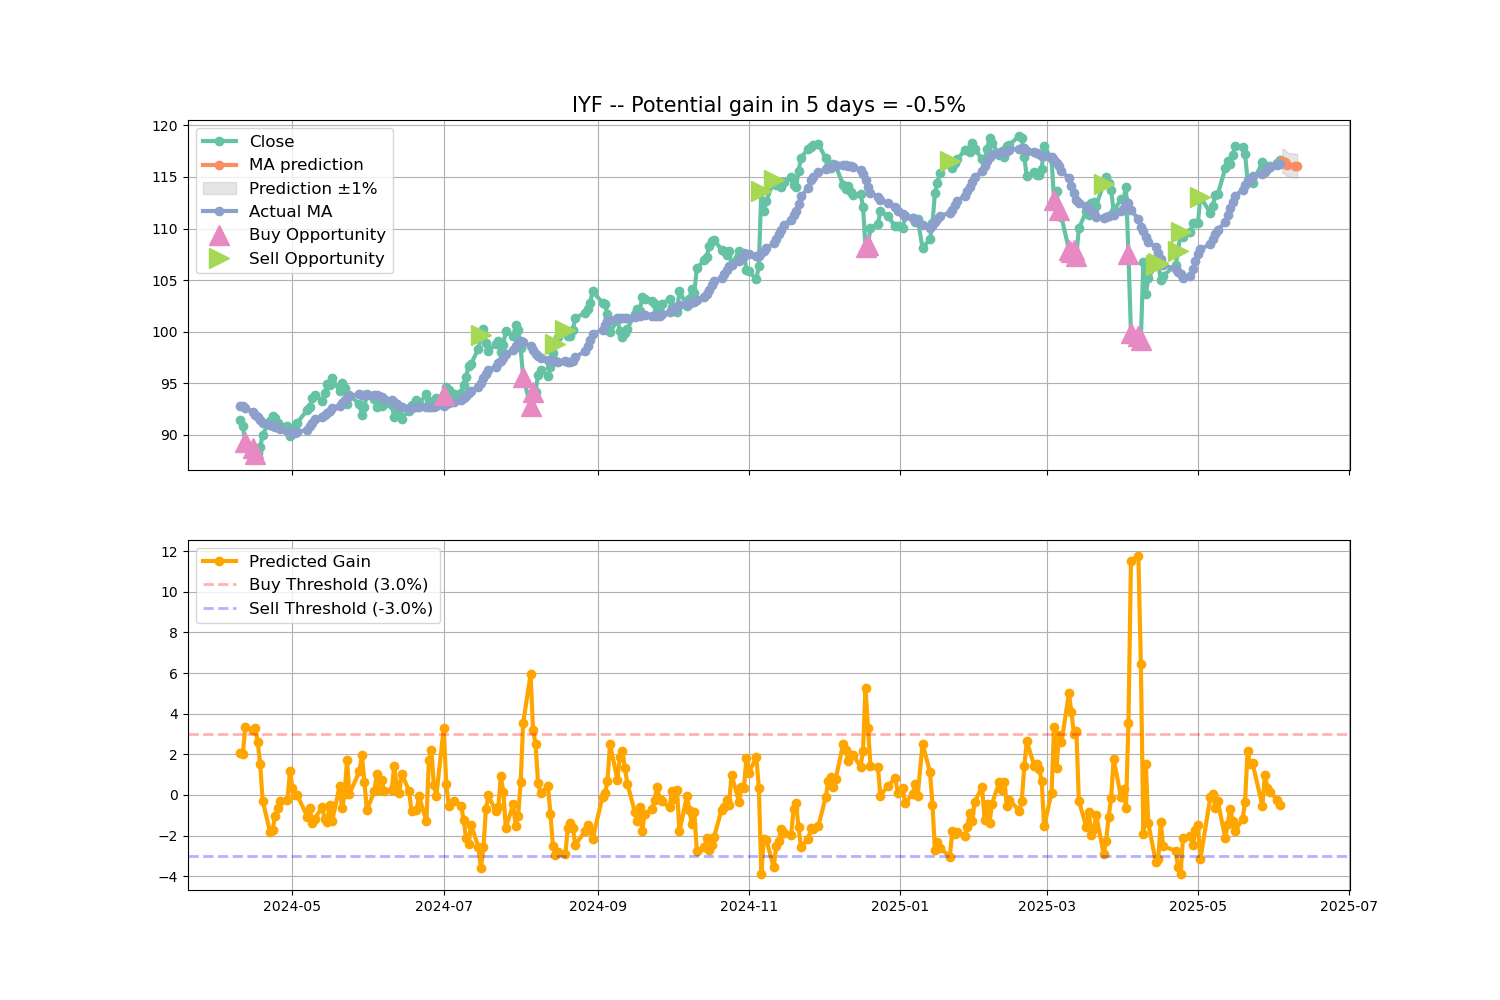 IYF -- Potential gain in 5 days = -0.5%
120
115
110
105
100
95
90
Close
MA prediction
Prediction ±1%
Actual MA
Buy Opportunity
Sell Opportunity
12
10
8
6
4
2
0
−2
−4
Predicted Gain
Buy Threshold (3.0%)
Sell Threshold (-3.0%)
2024-05
2024-07
2024-09
2024-11
2025-01
2025-03
2025-05
2025-07